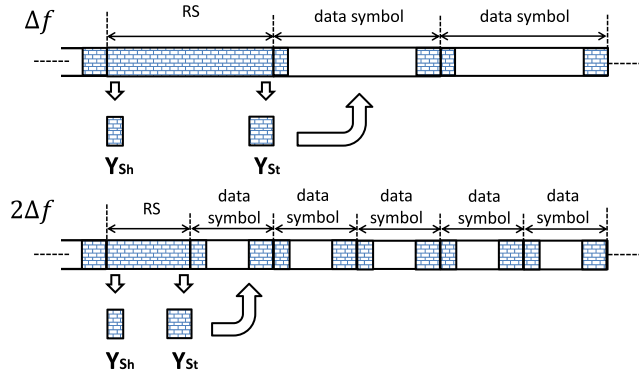 Δf
RS
data symbol
data symbol
Y_Sh
Y_St
2Δf
RS
data symbol
data symbol
data symbol
data symbol
data symbol
Y_Sh
Y_St